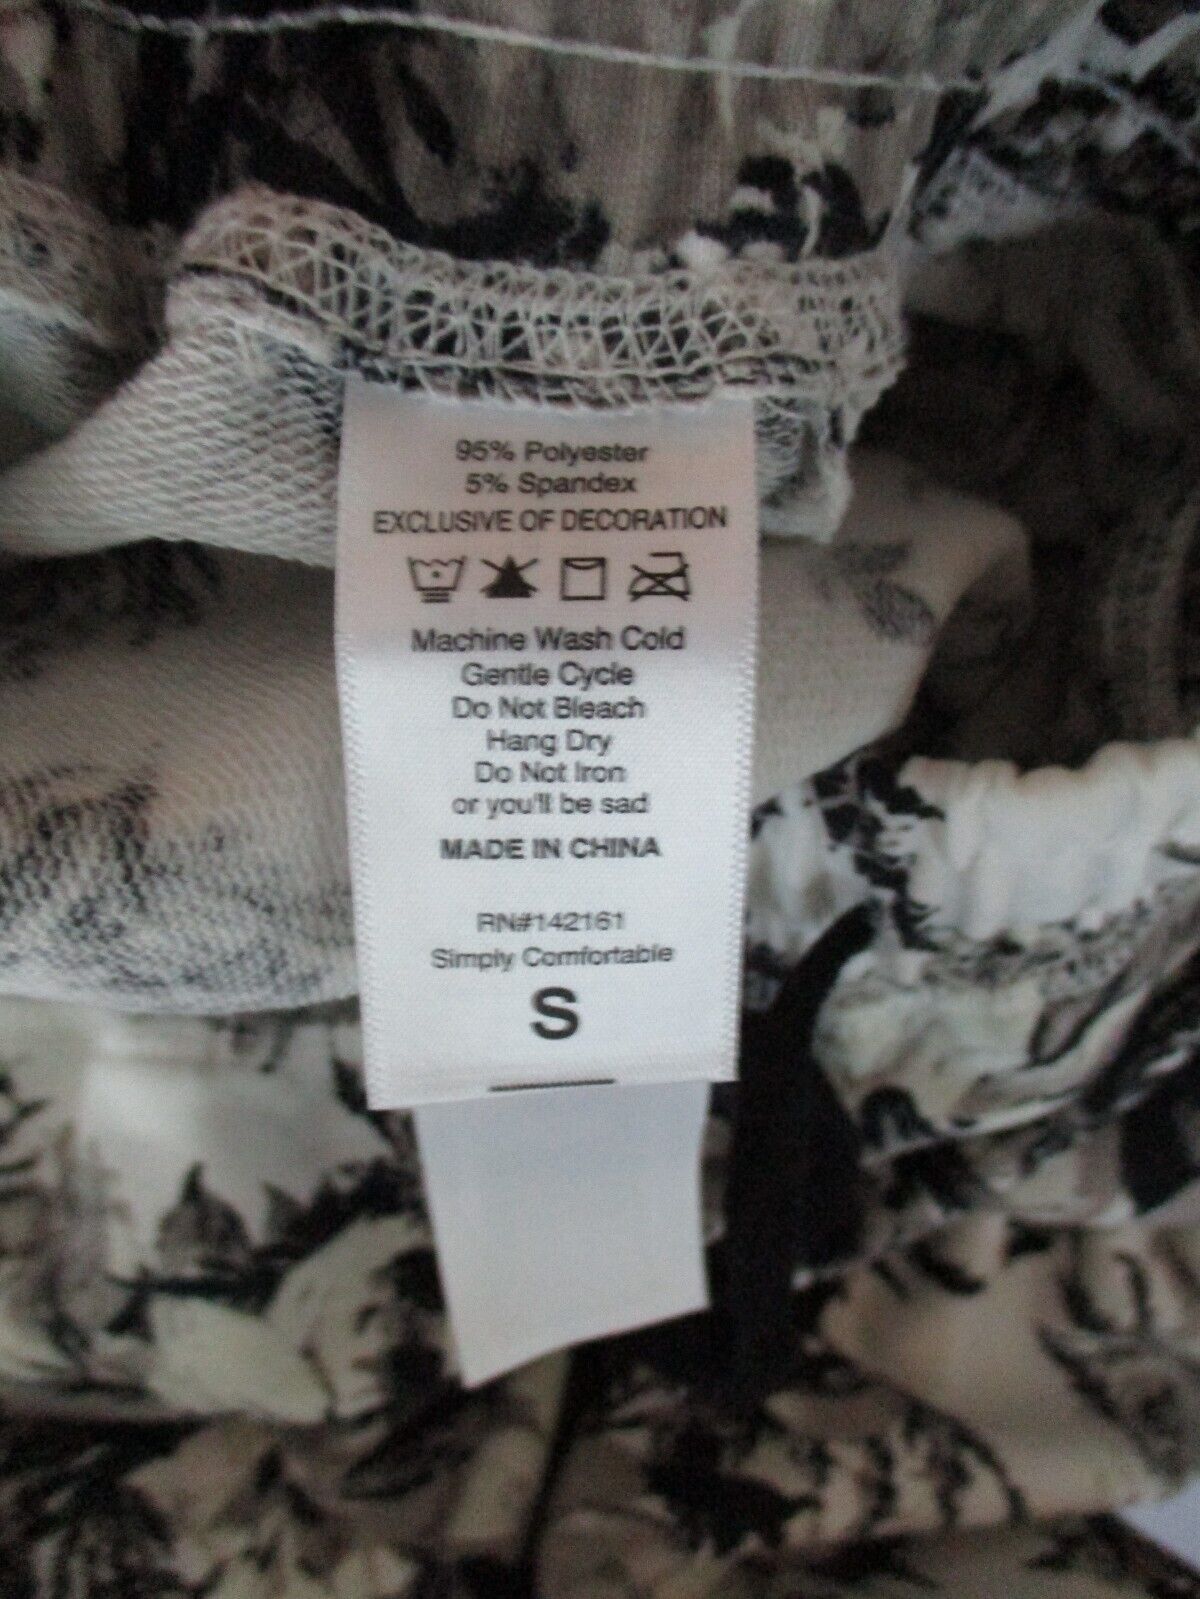 95% Polyester
5% Spandex
EXCLUSIVE OF DECORATION
Machine Wash Cold
Gentle Cycle
Do Not Bleach
Hang Dry
Do Not Iron
or you'll be sad
MADE IN CHINA
RN#142161
Simply Comfortable
S